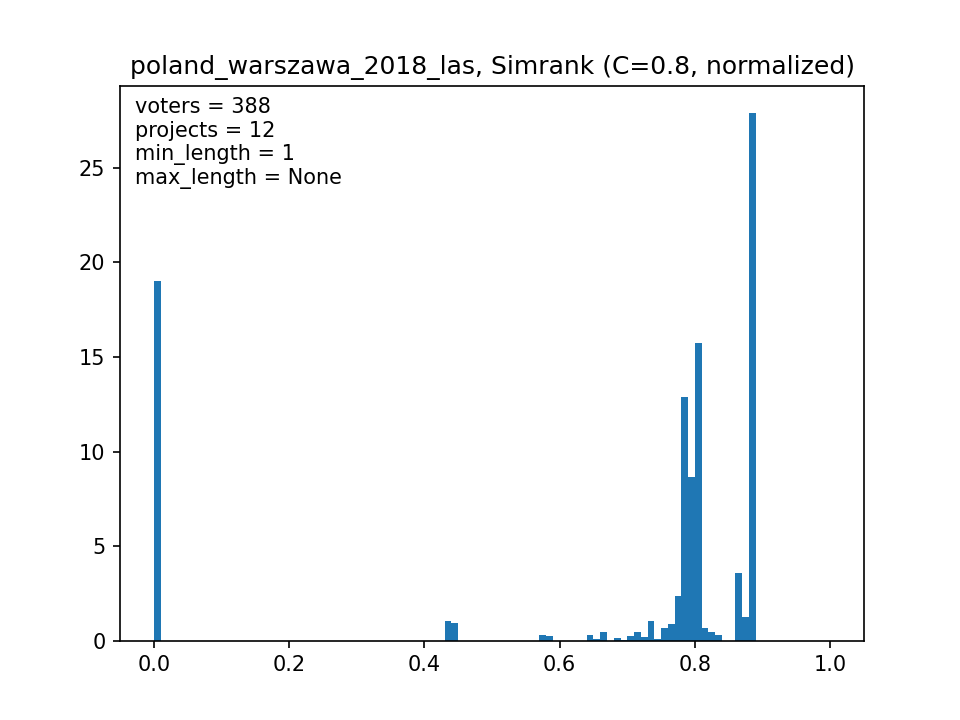 poland_warszawa_2018_las, Simrank (C=0.8, normalized)
voters = 388
projects = 12
min_length = 1
max_length = None
25
20
15
10
5
0
0.0 0.2 0.4 0.6 0.8 1.0